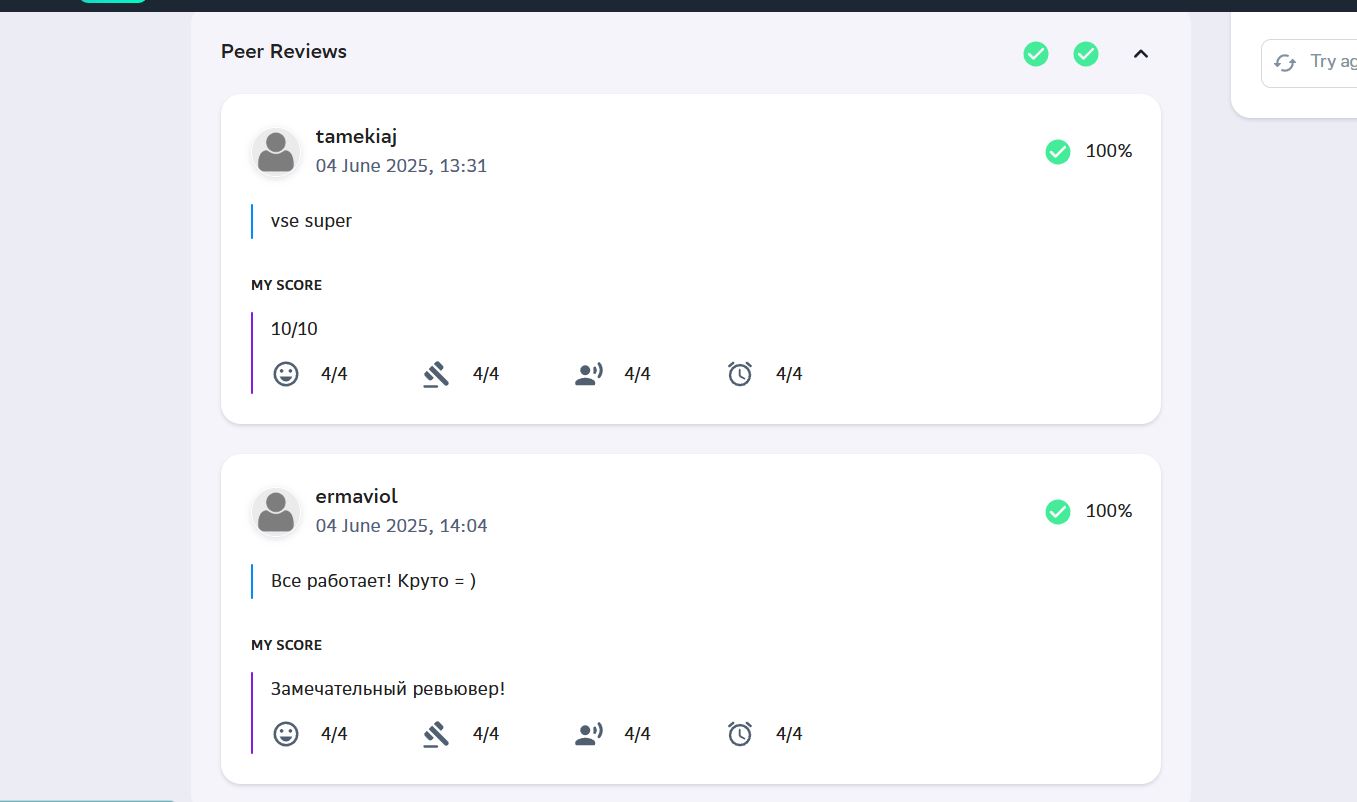 Peer Reviews
Try
tamekiaj
04 June 2025, 13:31
100%
vse super
MY SCORE
10/10
4/4 4/4 4/4 4/4
ermaviol
04 June 2025, 14:04
100%
Все работает! Круто = )
MY SCORE
Замечательный ревьювер!
4/4 4/4 4/4 4/4